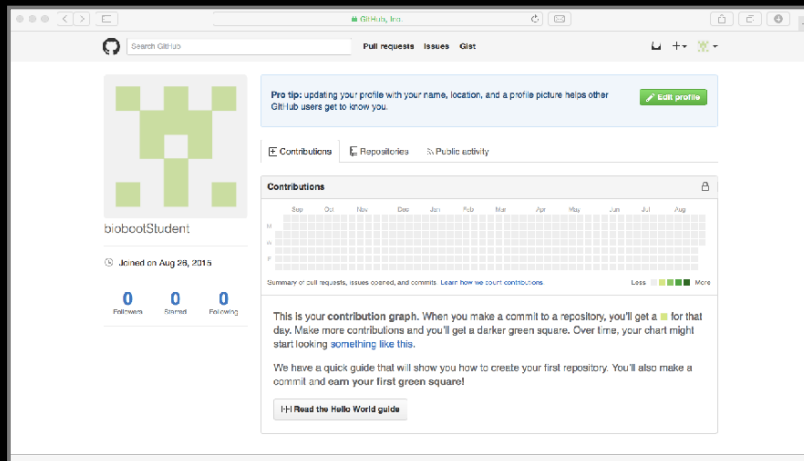 GitHub, Inc.
Search GitHub
Pull requests Issues Gist
Pro tip: updating your profile with your name, location, and a profile picture helps other
GitHub users get to know you.
Edit profile
Contributions Repositories Public activity
Contributions
Sep Oct Nov Dec Jan Feb Mar Apr May Jun Jul Aug
M
W
F
Summary of pull requests, issues opened, and commits. Learn how we count contributions.
Less More
biobootStudent
Joined on Aug 26, 2015
0 0 0
Followers Starred Following
This is your contribution graph. When you make a commit to a repository, you'll get a for that
day. Make more contributions and you'll get a darker green square. Over time, your chart might
start looking something like this.
We have a quick guide that will show you how to create your first repository. You'll also make a
commit and earn your first green square!
Read the Hello World guide